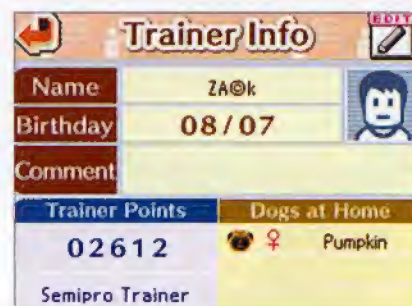 Trainer Info
EDIT
Name ZA©k
Birthday 08/07
Comment
Trainer Points Dogs at Home
02612 ♀ Pumpkin
Semipro Trainer